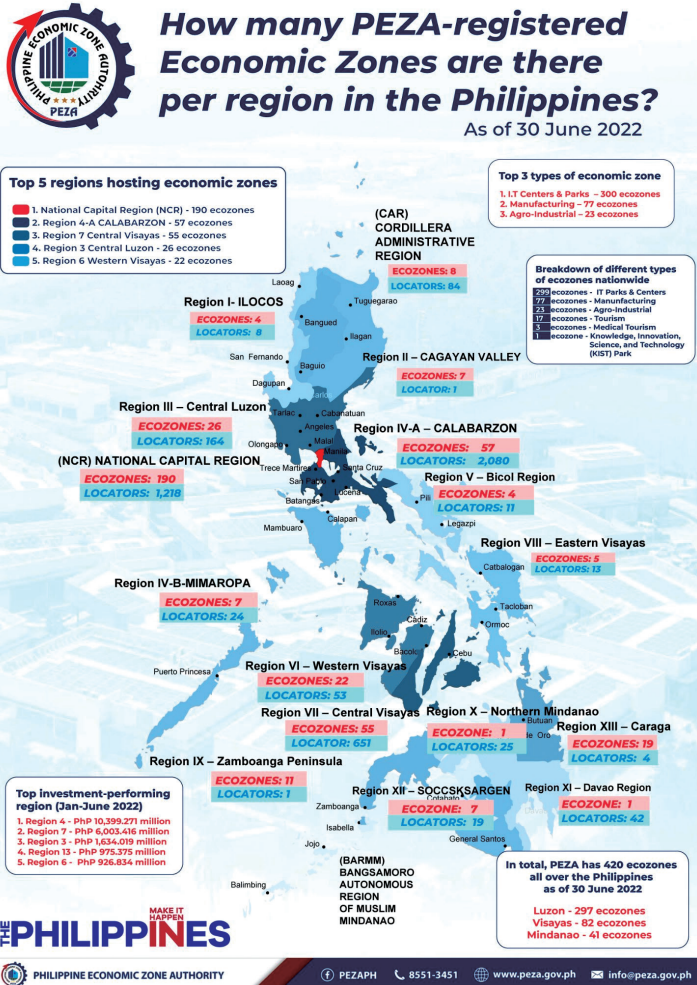 PHILIPPINE ECONOMIC ZONE AUTHORITY
PEZA
How many PEZA-registered
Economic Zones are there
per region in the Philippines?
As of 30 June 2022
Top 5 regions hosting economic zones
1. National Capital Region (NCR) - 190 ecozones
2. Region 4-A CALABARZON - 57 ecozones
3. Region 7 Central Visayas - 55 ecozones
4. Region 3 Central Luzon - 26 ecozones
5. Region 6 Western Visayas - 22 ecozones
Top 3 types of economic zone
1. I.T Centers & Parks – 300 ecozones
2. Manufacturing – 77 ecozones
3. Agro-Industrial – 23 ecozones
Breakdown of different types
of ecozones nationwide
299 ecozones - IT Parks & Centers
77 ecozones - Manunfacturing
23 ecozones - Agro-Industrial
17 ecozones - Tourism
3 ecozones - Medical Tourism
1 ecozone - Knowledge, Innovation,
Science, and Technology
(KIST) Park
(CAR)
CORDILLERA
ADMINISTRATIVE
REGION
ECOZONES: 8
LOCATORS: 84
Laoag
Region I- ILOCOS
ECOZONES: 4
LOCATORS: 8
Tuguegarao
Bangued
Ilagan
San Fernando
Baguio
Region II – CAGAYAN VALLEY
ECOZONES: 7
LOCATOR: 1
Dagupan
Region III – Central Luzon
ECOZONES: 26
LOCATORS: 164
Tarlac
Cabanatuan
Angeles
Olongapo
Malal
Manila
Region IV-A – CALABARZON
ECOZONES: 57
LOCATORS: 2,080
(NCR) NATIONAL CAPITAL REGION
ECOZONES: 190
LOCATORS: 1,218
Trece Martires
Santa Cruz
San Pablo
Lucena
Batangas
Calapan
Mambuaro
Region V – Bicol Region
ECOZONES: 4
LOCATORS: 11
Pili
Legazpi
Region VIII – Eastern Visayas
ECOZONES: 5
LOCATORS: 13
Catbalogan
Tacloban
Ormoc
Region IV-B-MIMAROPA
ECOZONES: 7
LOCATORS: 24
Roxas
Cadiz
Iloilo
Bacolo
Cebu
Puerto Princesa
Region VI – Western Visayas
ECOZONES: 22
LOCATORS: 53
Region VII – Central Visayas
ECOZONES: 55
LOCATOR: 651
Region X – Northern Mindanao
ECOZONE: 1
LOCATORS: 25
Butuan
de Oro
Region XIII – Caraga
ECOZONES: 19
LOCATORS: 4
Region IX – Zamboanga Peninsula
ECOZONES: 11
LOCATORS: 1
Region XII – SOCCSKSARGEN
Cotabato
ECOZONE: 7
LOCATORS: 19
Region XI – Davao Region
ECOZONE: 1
LOCATORS: 42
Zamboanga
Isabella
General Santos
Jojo
Balimbing
(BARMM)
BANGSAMORO
AUTONOMOUS
REGION
OF MUSLIM
MINDANAO
Top investment-performing
region (Jan-June 2022)
1. Region 4 - PhP 10,399.271 million
2. Region 7 - PhP 6,003.416 million
3. Region 3 - PhP 1,634.019 million
4. Region 13 - PhP 975.375 million
5. Region 6 - PhP 926.834 million
In total, PEZA has 420 ecozones
all over the Philippines
as of 30 June 2022
Luzon - 297 ecozones
Visayas - 82 ecozones
Mindanao - 41 ecozones
MAKE IT
HAPPEN
IN
THE PHILIPPINES
PHILIPPINE ECONOMIC ZONE AUTHORITY
PEZAPH
8551-3451
www.peza.gov.ph
info@peza.gov.ph